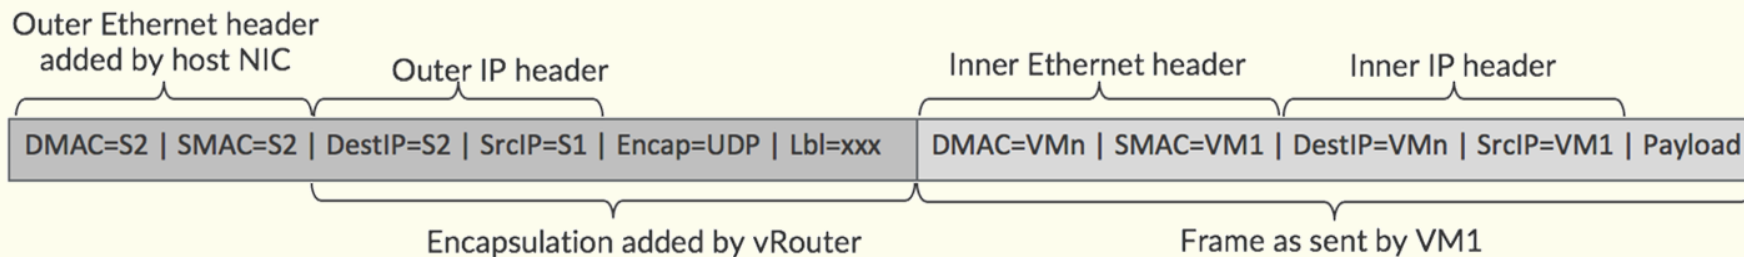 Outer Ethernet header
added by host NIC
Outer IP header
Inner Ethernet header
Inner IP header
DMAC=S2 | SMAC=S2 | DestIP=S2 | SrcIP=S1 | Encap=UDP | Lbl=xxx
DMAC=VMn | SMAC=VM1 | DestIP=VMn | SrcIP=VM1 | Payload
Encapsulation added by vRouter
Frame as sent by VM1